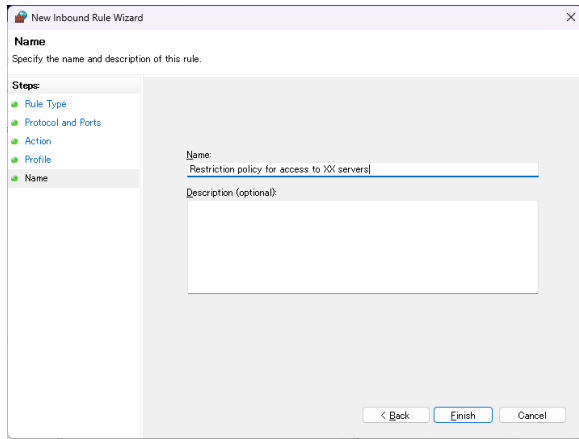 New Inbound Rule Wizard
Name
Specify the name and description of this rule.
Steps:
Rule Type
Protocol and Ports
Action
Profile
Name
Name:
Restriction policy for access to XX servers
Description (optional):
< Back
Finish
Cancel